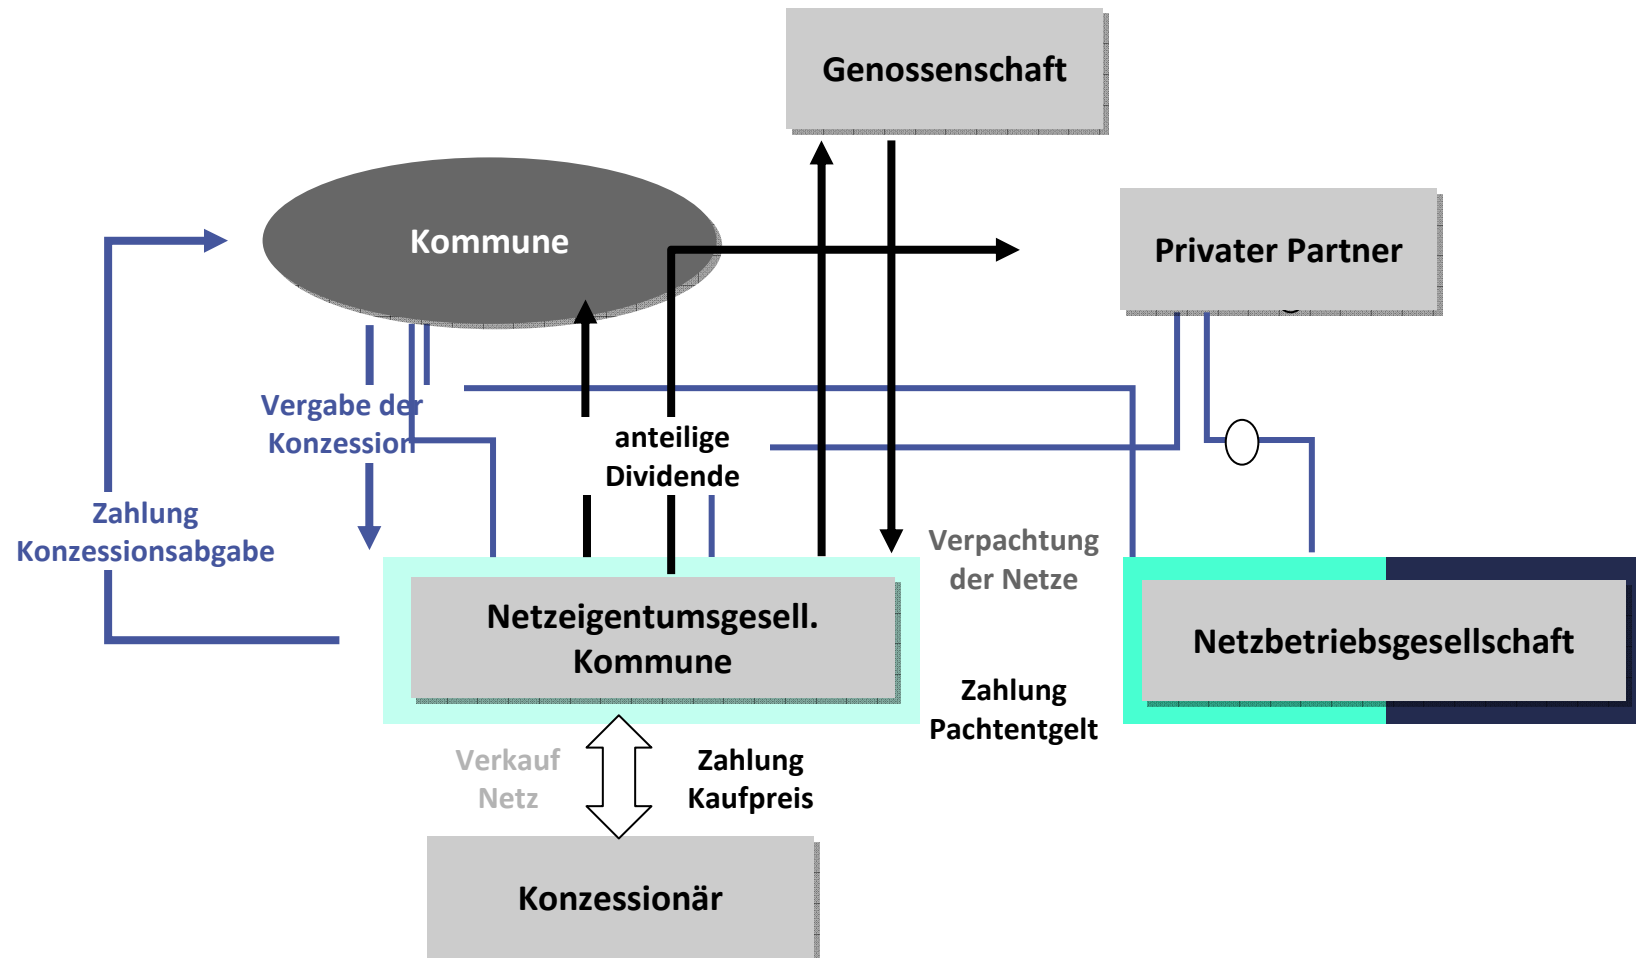 Genossenschaft
Kommune
Privater Partner
Vergabe der
Konzession
anteilige
Dividende
Zahlung
Konzessionsabgabe
Verpachtung
der Netze
Netzeigentumsgesell.
Kommune
Netzbetriebsgesellschaft
Zahlung
Pachtentgelt
Verkauf
Netz
Zahlung
Kaufpreis
Konzessionär